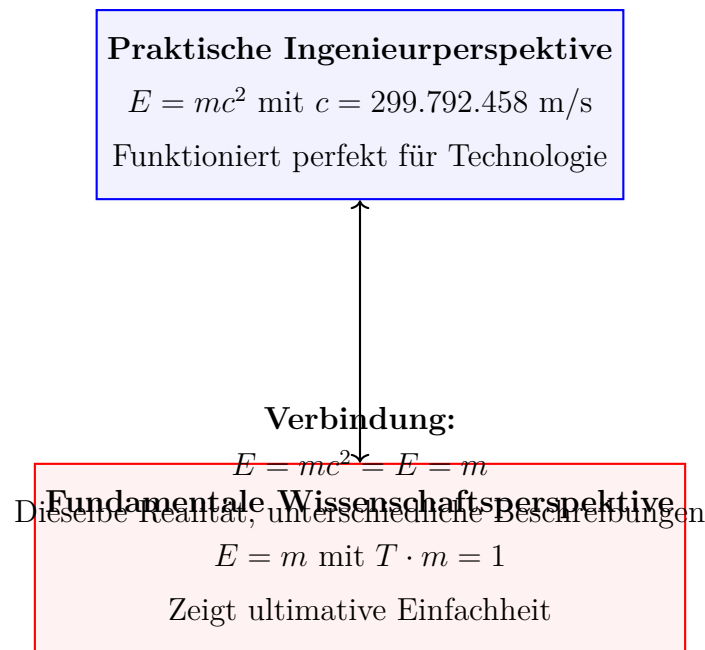 Praktische Ingenieurperspektive
E = mc² mit c = 299.792.458 m/s
Funktioniert perfekt für Technologie
Verbindung:
E = mc² = E = m
Dieselbe Realität, unterschiedliche Beschreibungen
Fundamentale Wissenschaftsperspektive
E = m mit T · m = 1
Zeigt ultimative Einfachheit